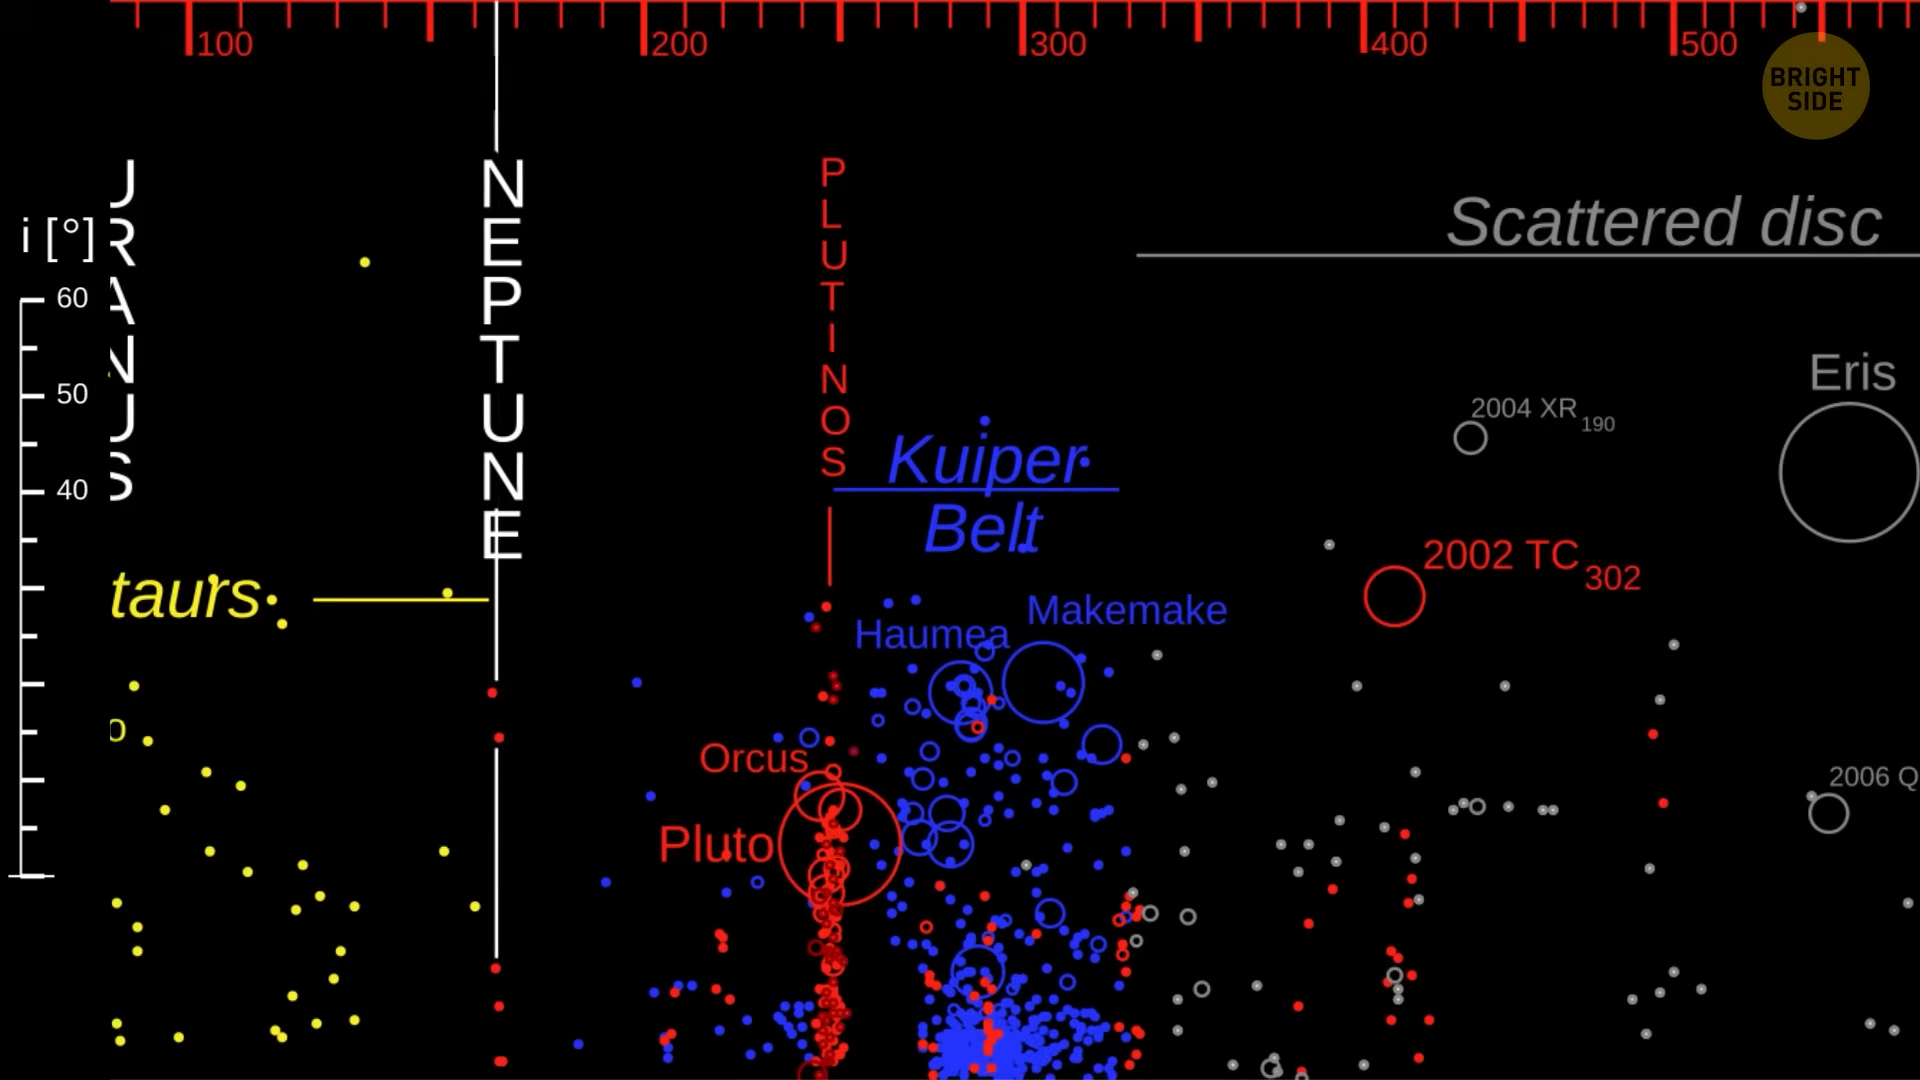 100
200
300
400
500
BRIGHT
SIDE
URANUS
NEPTUNE
PLUTINOS
Scattered disc
i [°]
60
50
40
Eris
2004 XR 190
Kuiper
Belt
2002 TC 302
taurs
Makemake
Haumea
Orcus
2006 Q
Pluto
o